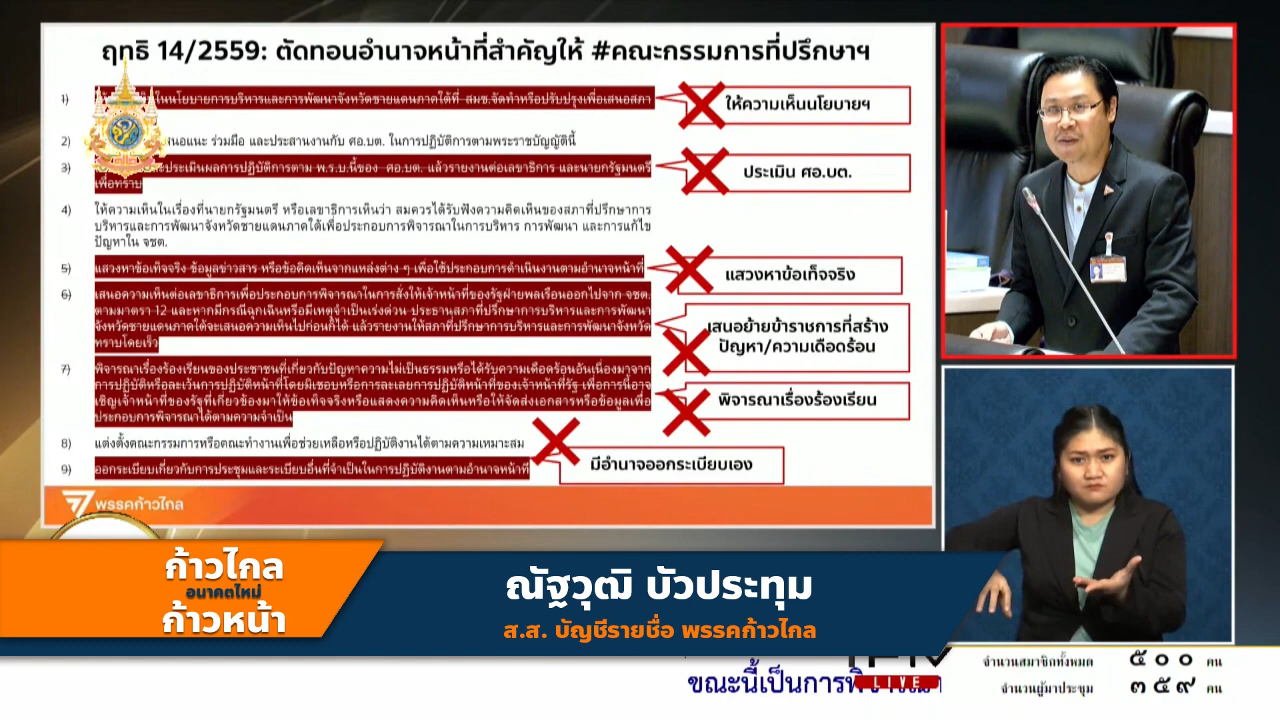 ฤทธิ 14/2559: ตัดทอนอำนาจหน้าที่สำคัญให้ #คณะกรรมการที่ปรึกษาฯ
1) ในนโยบายการบริหารและการพัฒนาจังหวัดชายแดนภาคใต้ที่ สมช.จัดทำหรือปรับปรุงเพื่อเสนอสภา
ให้ความเห็นนโยบายฯ
2) เสนอแนะ ร่วมมือ และประสานงานกับ ศอ.บต. ในการปฏิบัติการตามพระราชบัญญัตินี้
3) ประเมินผลการปฏิบัติการตาม พ.ร.บ.นี้ของ ศอ.บต. แล้วรายงานต่อเลขาธิการ และนายกรัฐมนตรี
เพื่อทราบ
ประเมิน ศอ.บต.
4) ให้ความเห็นในเรื่องที่นายกรัฐมนตรี หรือเลขาธิการเห็นว่า สมควรได้รับฟังความคิดเห็นของสภาที่ปรึกษาการ
บริหารและการพัฒนาจังหวัดชายแดนภาคใต้เพื่อประกอบการพิจารณาในการบริหาร การพัฒนา และการแก้ไข
ปัญหาใน จชต.
5) แสวงหาข้อเท็จจริง ข้อมูลข่าวสาร หรือข้อคิดเห็นจากแหล่งต่าง ๆ เพื่อใช้ประกอบการดำเนินงานตามอำนาจหน้าที่
แสวงหาข้อเท็จจริง
6) เสนอความเห็นต่อเลขาธิการเพื่อประกอบการพิจารณาในการสั่งให้เจ้าหน้าที่ของรัฐฝ่ายพลเรือนออกไปจาก จชต.
ตามมาตรา 12 และหากมีกรณีฉุกเฉินหรือมีเหตุจำเป็นเร่งด่วน ประธานสภาที่ปรึกษาการบริหารและการพัฒนา
จังหวัดชายแดนภาคใต้จะเสนอความเห็นไปก่อนก็ได้ แล้วรายงานให้สภาที่ปรึกษาการบริหารและการพัฒนาจังหวัด
ทราบโดยเร็ว
เสนอย้ายข้าราชการที่สร้าง
ปัญหา/ความเดือดร้อน
7) พิจารณาเรื่องร้องเรียนของประชาชนที่เกี่ยวกับปัญหาความไม่เป็นธรรมหรือได้รับความเดือดร้อนอันเนื่องมาจาก
การปฏิบัติหรือละเว้นการปฏิบัติหน้าที่โดยมิชอบหรือการละเลยการปฏิบัติหน้าที่ของเจ้าหน้าที่รัฐ เพื่อการนี้อาจ
เชิญเจ้าหน้าที่ของรัฐที่เกี่ยวข้องมาให้ข้อเท็จจริงหรือแสดงความคิดเห็นหรือให้จัดส่งเอกสารหรือข้อมูลเพื่อ
ประกอบการพิจารณาได้ตามความจำเป็น
พิจารณาเรื่องร้องเรียน
8) แต่งตั้งคณะกรรมการหรือคณะทำงานเพื่อช่วยเหลือหรือปฏิบัติงานได้ตามความเหมาะสม
9) ออกระเบียบเกี่ยวกับการประชุมและระเบียบอื่นที่จำเป็นในการปฏิบัติงานตามอำนาจหน้าที่
มีอำนาจออกระเบียบเอง
พรรคก้าวไกล
ก้าวไกล
อนาคตใหม่
ก้าวหน้า
ณัฐวุฒิ บัวประทุม
ส.ส. บัญชีรายชื่อ พรรคก้าวไกล
LIVE
ขณะนี้เป็นการ
จำนวนสมาชิกทั้งหมด ๕๐๐ คน
จำนวนผู้มาประชุม ๓๕๙ คน